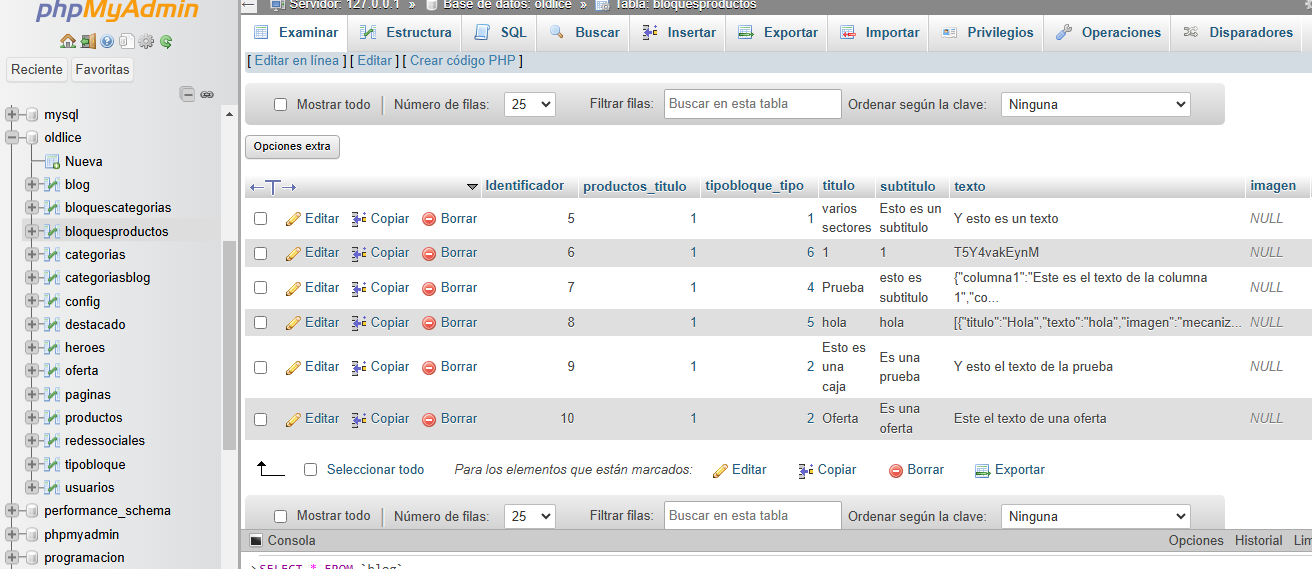 phpMyAdmin
Reciente
Favoritas
mysql
oldlice
Nueva
blog
bloquescategorias
bloquesproductos
categorias
categoriasblog
config
destacado
heroes
oferta
paginas
productos
redessociales
tipobloque
usuarios
performance_schema
phpmyadmin
programacion
Servidor: 127.0.0.1 » Base de datos: oldlice » Tabla: bloquesproductos
Examinar Estructura SQL Buscar Insertar Exportar Importar Privilegios Operaciones Disparadores
[ Editar en línea ] [ Editar ] [ Crear código PHP ]
Mostrar todo Número de filas: 25 Filtrar filas: Buscar en esta tabla Ordenar según la clave: Ninguna
Opciones extra
←T→ Identificador productos_titulo tipobloque_tipo titulo subtitulo texto imagen
Editar Copiar Borrar 5 1 1 varios sectores Esto es un subtitulo Y esto es un texto NULL
Editar Copiar Borrar 6 1 6 1 1 T5Y4vakEynM NULL
Editar Copiar Borrar 7 1 4 Prueba esto es subtitulo {"columna1":"Este es el texto de la columna 1","co... NULL
Editar Copiar Borrar 8 1 5 hola hola [{"titulo":"Hola","texto":"hola","imagen":"mecaniz... NULL
Editar Copiar Borrar 9 1 2 Esto es una caja Es una prueba Y esto el texto de la prueba NULL
Editar Copiar Borrar 10 1 2 Oferta Es una oferta Este el texto de una oferta NULL
Seleccionar todo Para los elementos que están marcados: Editar Copiar Borrar Exportar
Mostrar todo Número de filas: 25 Filtrar filas: Buscar en esta tabla Ordenar según la clave: Ninguna
Consola Opciones Historial Lim
>SELECT * FROM `blog`